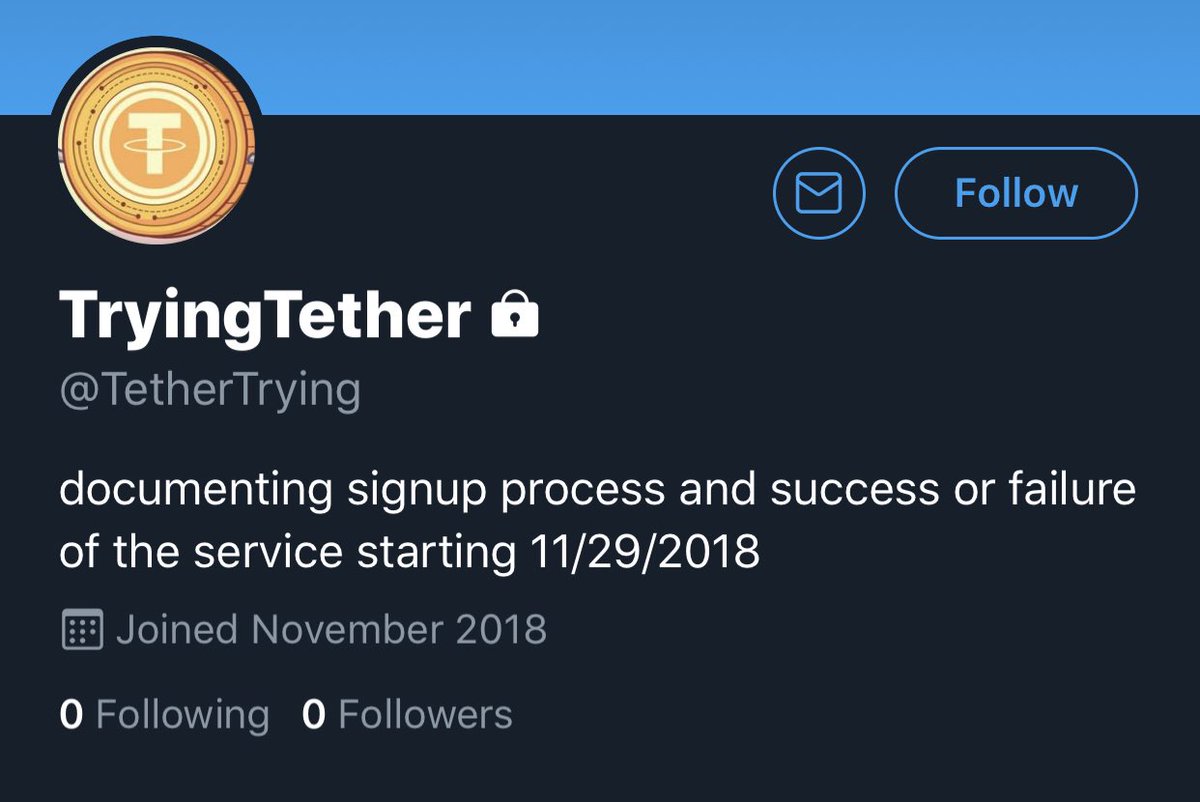 Follow
TryingTether
@TetherTrying
documenting signup process and success or failure
of the service starting 11/29/2018
Joined November 2018
0 Following 0 Followers